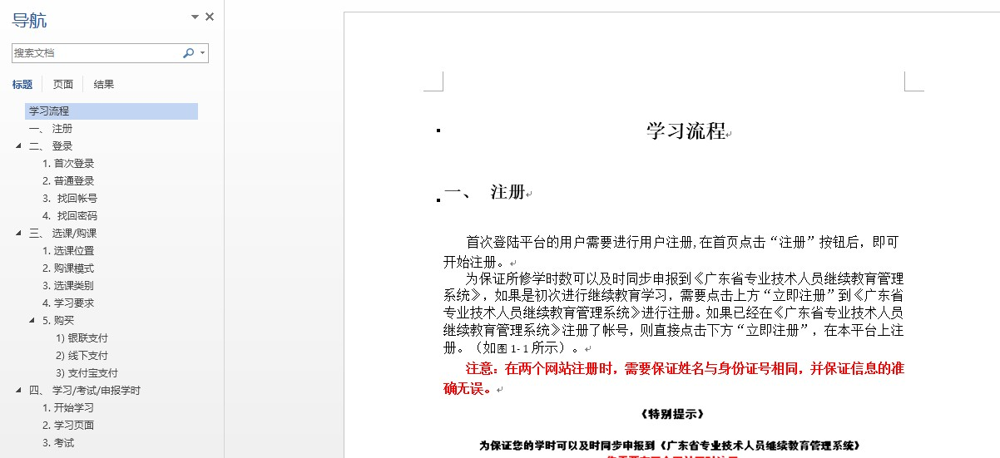 导航
搜索文档
标题 页面 结果
学习流程
一、 注册
二、 登录
1. 首次登录
2. 普通登录
3. 找回帐号
4. 找回密码
三、 选课/购课
1. 选课位置
2. 购课模式
3. 选课类别
4. 学习要求
5. 购买
1) 银联支付
2) 线下支付
3) 支付宝支付
四、 学习/考试/申报学时
1. 开始学习
2. 学习页面
3. 考试
学习流程
一、 注册
首次登陆平台的用户需要进行用户注册,在首页点击“注册”按钮后，即可
开始注册。
为保证所修学时数可以及时同步申报到《广东省专业技术人员继续教育管理
系统》，如果是初次进行继续教育学习，需要点击上方“立即注册”到《广东省
专业技术人员继续教育管理系统》进行注册。如果已经在《广东省专业技术人员
继续教育管理系统》注册了帐号，则直接点击下方“立即注册”，在本平台上注
册。（如图 1- 1 所示）。
注意：在两个网站注册时，需要保证姓名与身份证号相同，并保证信息的准
确无误。
《特别提示》
为保证您的学时可以及时同步申报到《广东省专业技术人员继续教育管理系统》